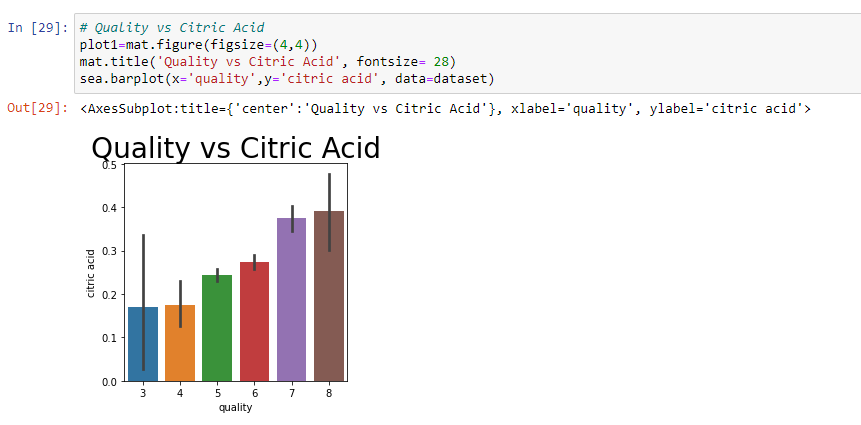 In [29]: # Quality vs Citric Acid
plot1=mat.figure(figsize=(4,4))
mat.title('Quality vs Citric Acid', fontsize= 28)
sea.barplot(x='quality',y='citric acid', data=dataset)
Out[29]: <AxesSubplot:title={'center':'Quality vs Citric Acid'}, xlabel='quality', ylabel='citric acid'>
Quality vs Citric Acid
0.5
0.4
0.3
0.2
0.1
0.0
citric acid
3 4 5 6 7 8
quality